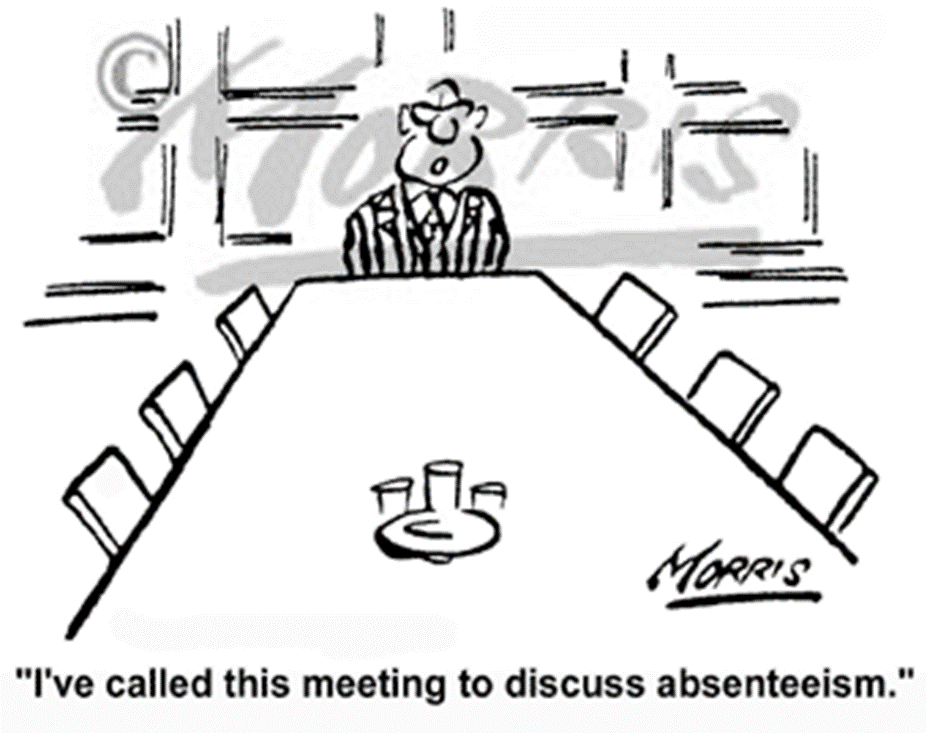 © MORRIS
MORRIS
"I've called this meeting to discuss absenteeism."